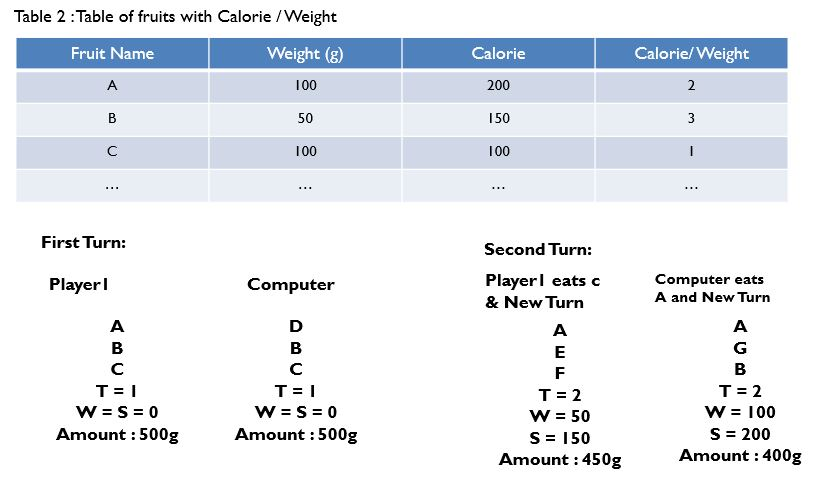 Table 2 : Table of fruits with Calorie / Weight
Fruit Name Weight (g) Calorie Calorie/ Weight
A 100 200 2
B 50 150 3
C 100 100 1
... ... ... ...
First Turn:
Player1
A
B
C
T = 1
W = S = 0
Amount : 500g
Computer
D
B
C
T = 1
W = S = 0
Amount : 500g
Second Turn:
Player1 eats c
& New Turn
A
E
F
T = 2
W = 50
S = 150
Amount : 450g
Computer eats
A and New Turn
A
G
B
T = 2
W = 100
S = 200
Amount : 400g